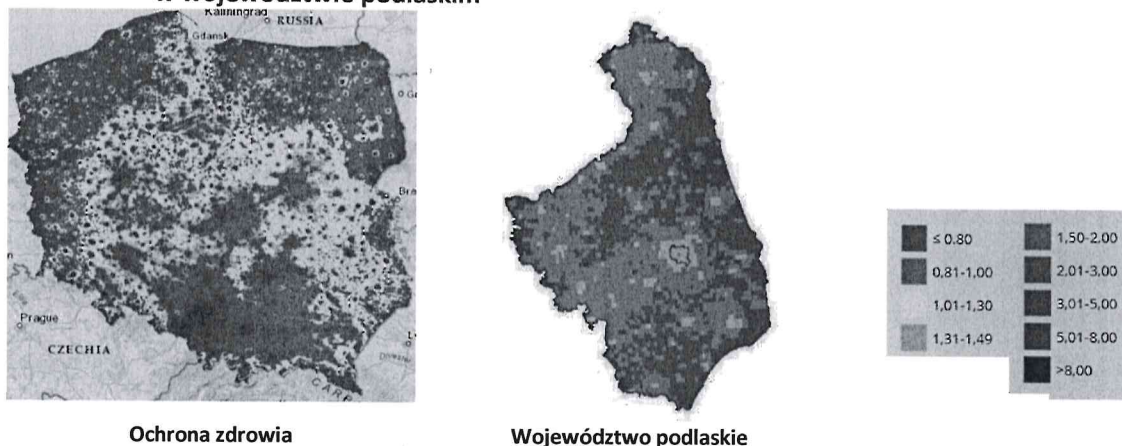 w województwie podlaskim
Kaliningrad
RUSSIA
Gdansk
Prague
CZECHIA
CARP
Ochrona zdrowia
Województwo podlaskie
≤ 0.80
0,81-1,00
1,01-1,30
1,31-1,49
1,50-2.00
2.01-3,00
3,01-5,00
5,01-8,00
>8,00